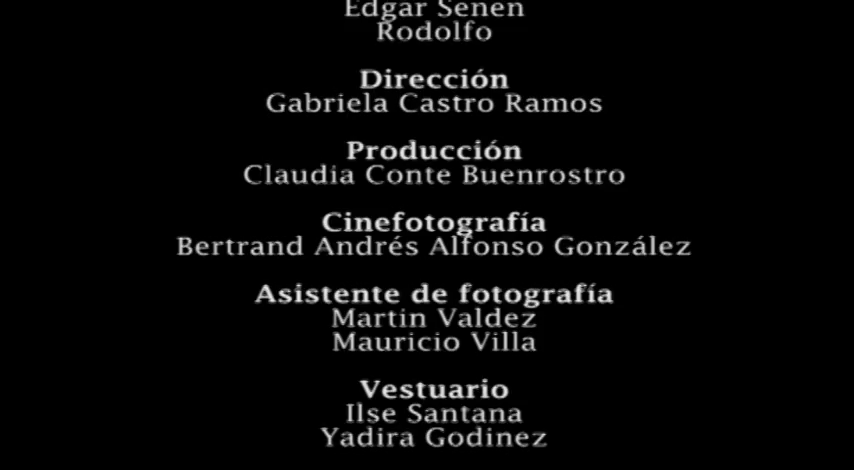 Edgar Senen
Rodolfo
Dirección
Gabriela Castro Ramos
Producción
Claudia Conte Buenrostro
Cinefotografía
Bertrand Andrés Alfonso González
Asistente de fotografía
Martin Valdez
Mauricio Villa
Vestuario
Ilse Santana
Yadira Godinez